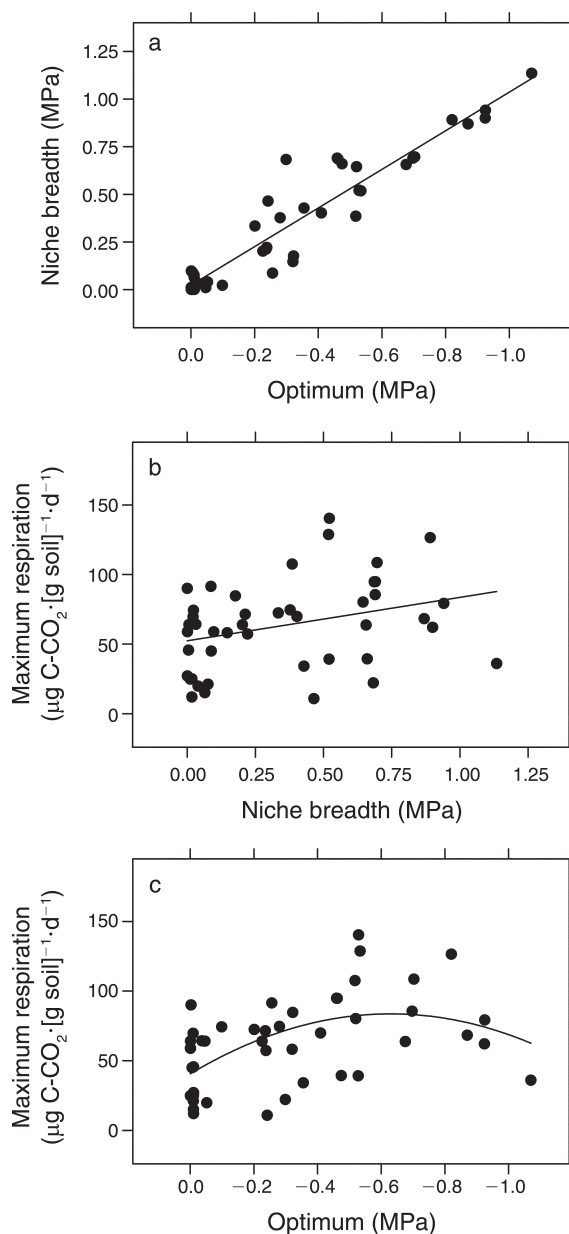 a
1.25
1.00
0.75
0.50
0.25
0.00
Niche breadth (MPa)
0.0 −0.2 −0.4 −0.6 −0.8 −1.0
Optimum (MPa)
b
150
100
50
0
Maximum respiration
(μg C-CO₂·[g soil]⁻¹·d⁻¹)
0.00 0.25 0.50 0.75 1.00 1.25
Niche breadth (MPa)
c
150
100
50
0
Maximum respiration
(μg C-CO₂·[g soil]⁻¹·d⁻¹)
0.0 −0.2 −0.4 −0.6 −0.8 −1.0
Optimum (MPa)